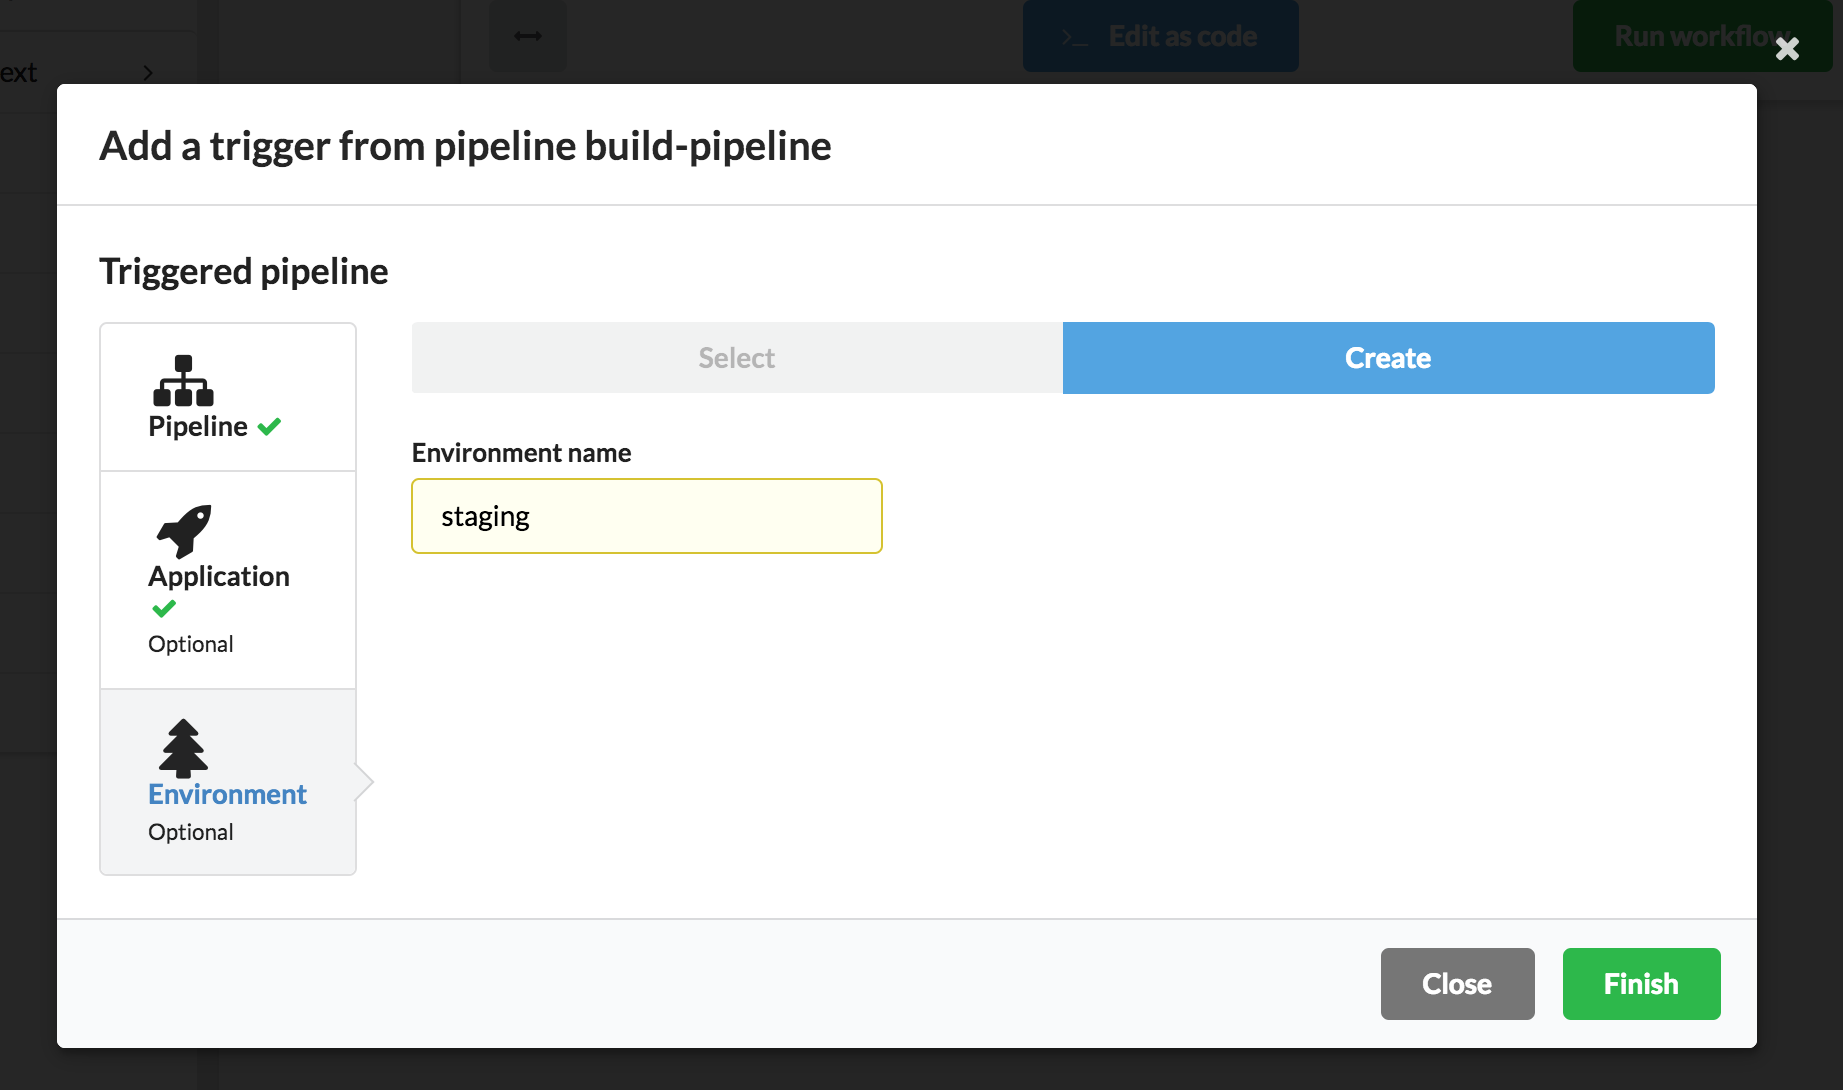 Edit as code
Run workflow
ext
Add a trigger from pipeline build-pipeline
Triggered pipeline
Pipeline
Application
Optional
Environment
Optional
Select
Create
Environment name
staging
Close
Finish